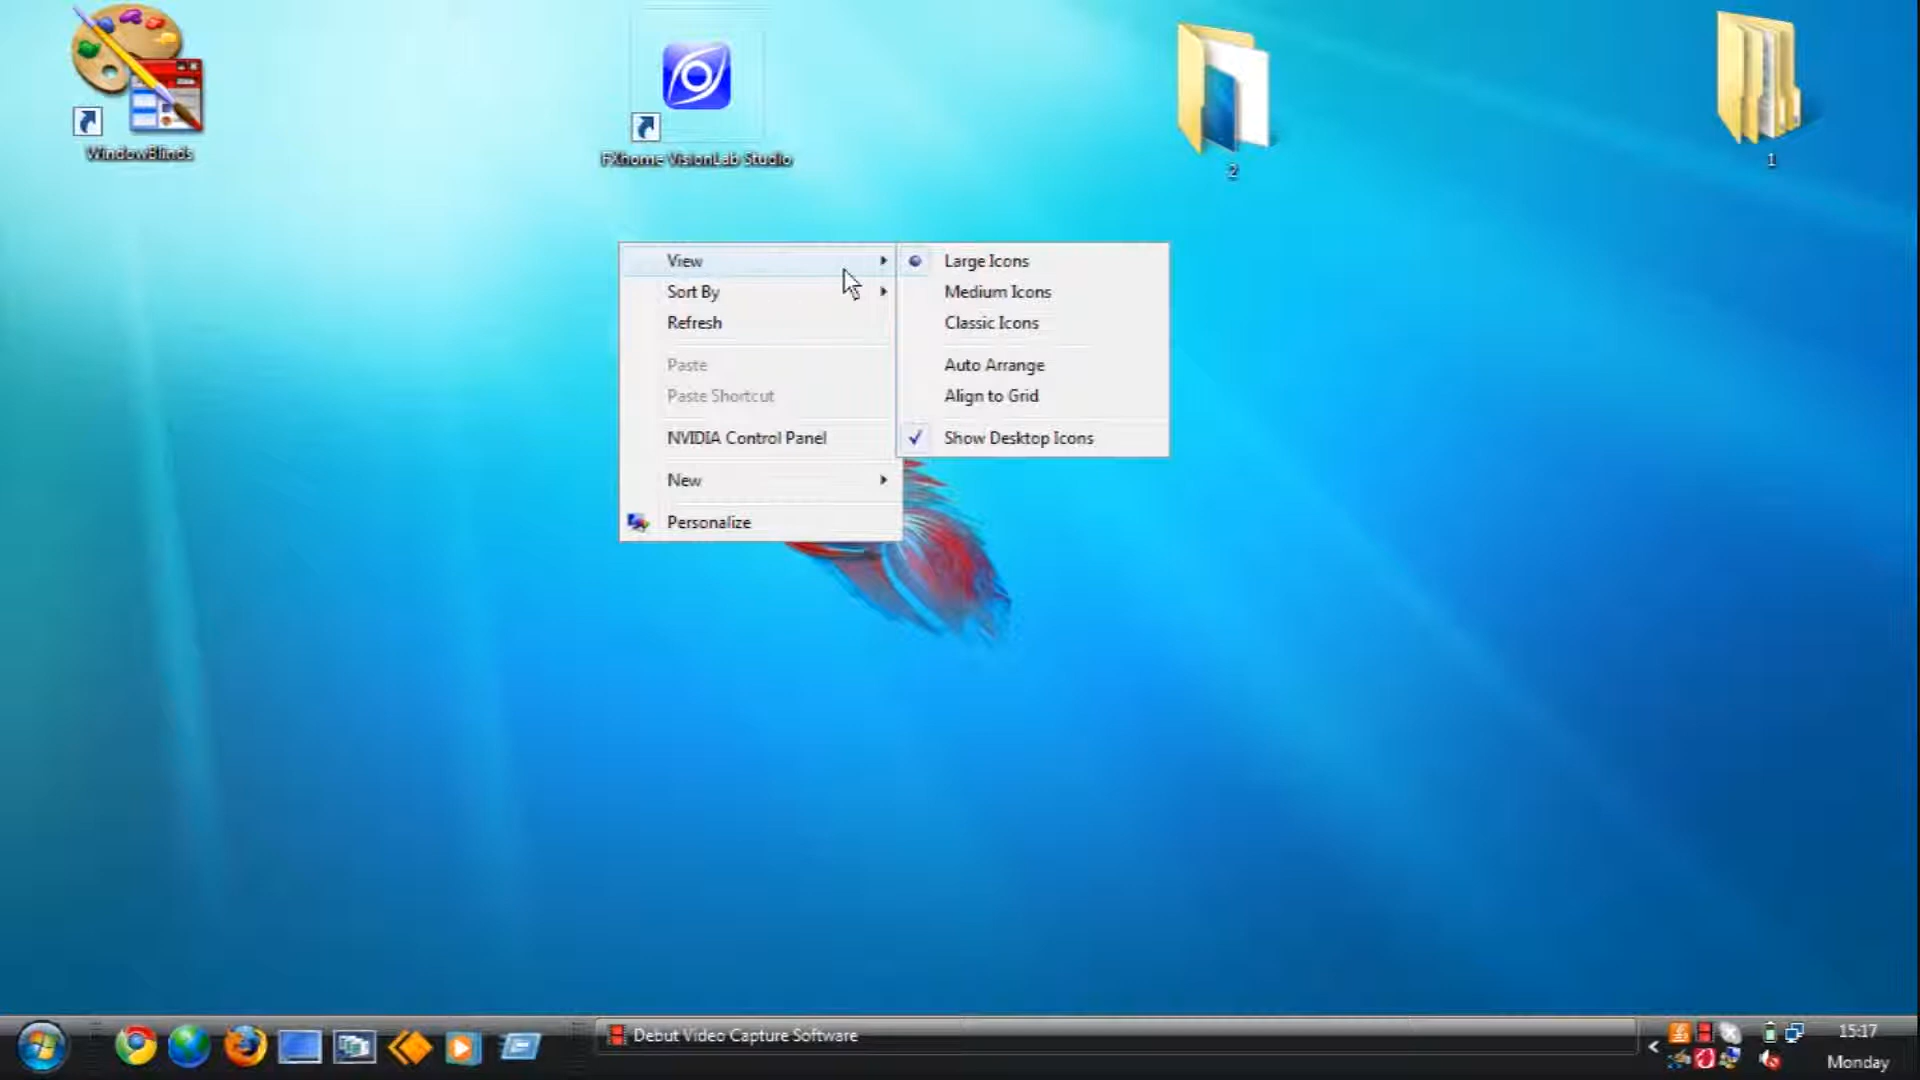 WindowBlinds
FXhome VisionLab Studio
2
1
View
Sort By
Refresh
Paste
Paste Shortcut
NVIDIA Control Panel
New
Personalize
Large Icons
Medium Icons
Classic Icons
Auto Arrange
Align to Grid
Show Desktop Icons
Debut Video Capture Software
15:17
Monday